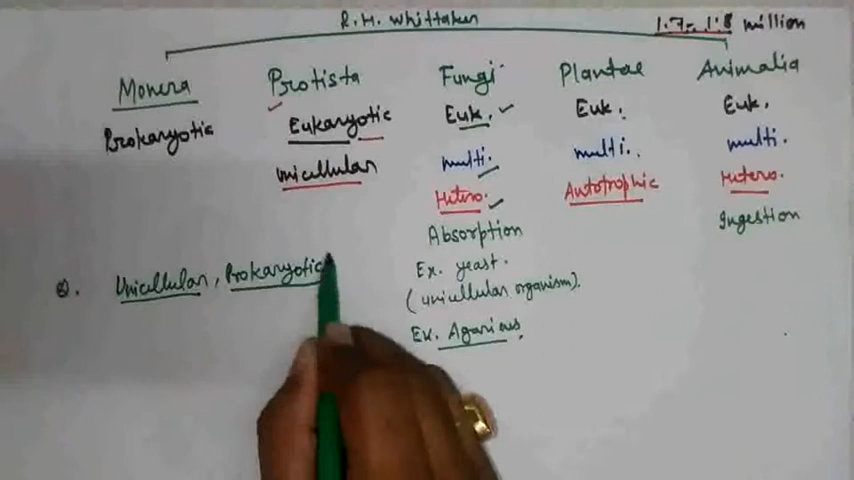 R.H. Whittaker
1.7-1.8 million
Monera Protista Fungi Plantae Animalia
Prokaryotic Eukaryotic Euk. Euk. Euk.
Unicellular multi. multi. multi.
Hetero. Autotrophic Hetero.
Absorption Ingestion
Ex. yeast.
(unicellular organism).
Ex. Agaricus.
Q. Unicellular, Prokaryotic